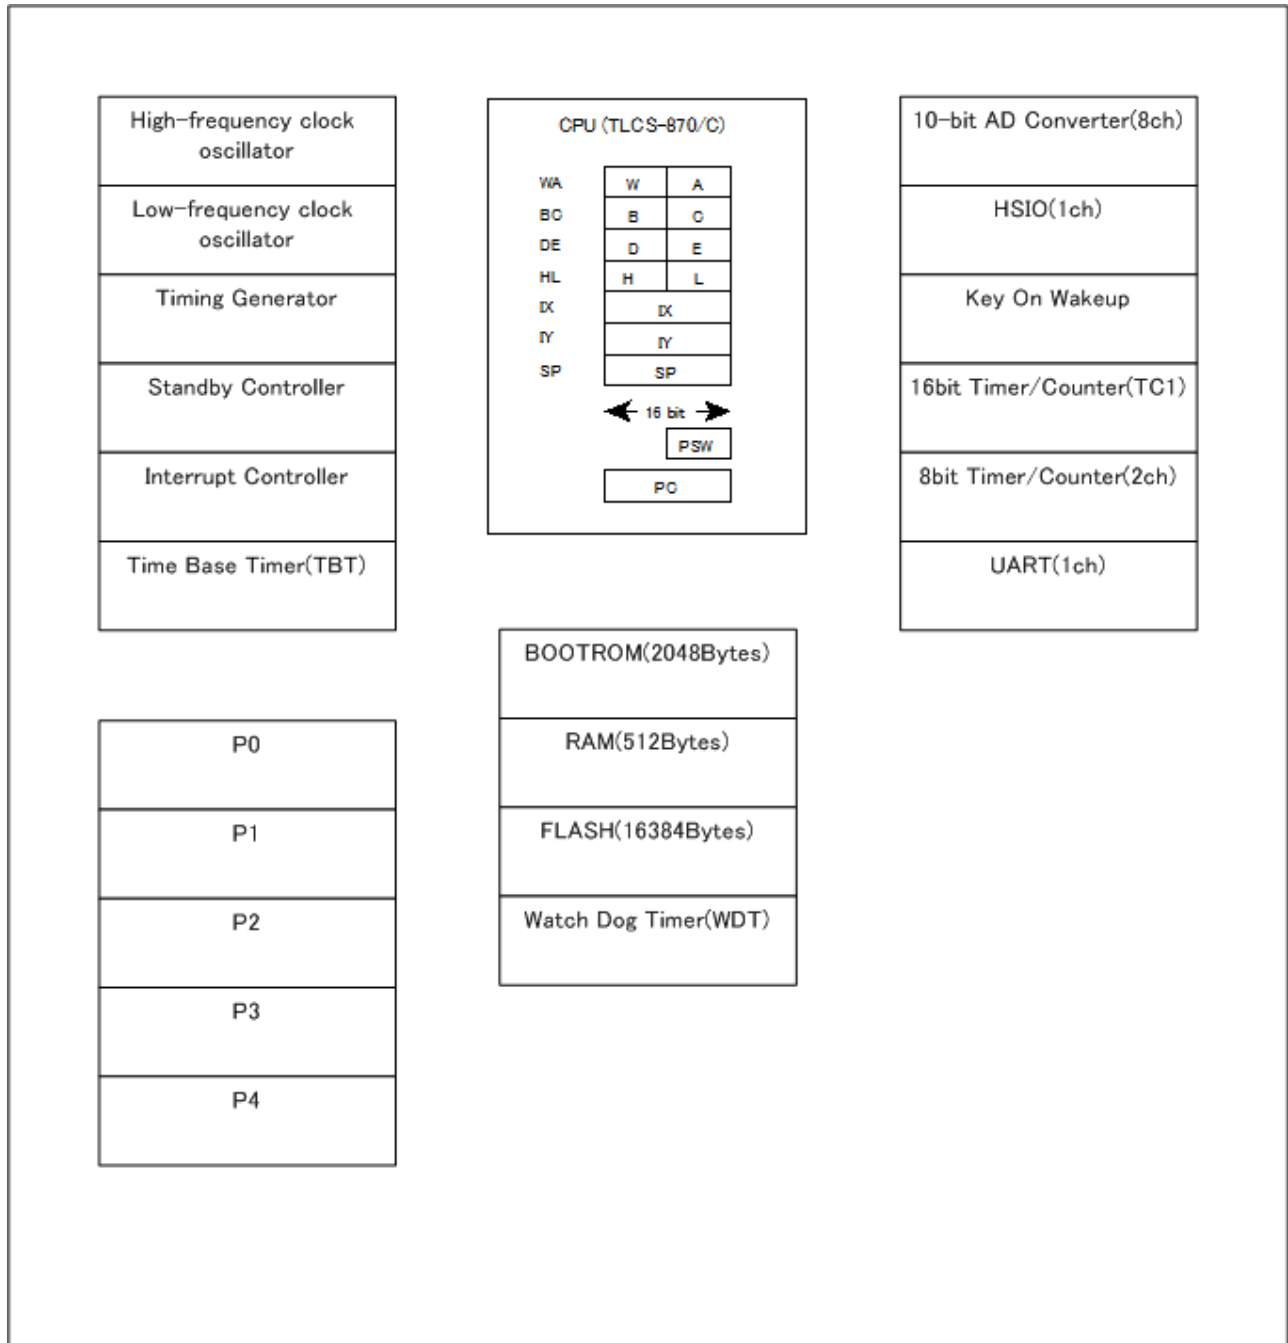 High-frequency clock
oscillator
Low-frequency clock
oscillator
Timing Generator
Standby Controller
Interrupt Controller
Time Base Timer(TBT)
CPU (TLCS-870/C)
WA W A
BC B C
DE D E
HL H L
IX IX
IY IY
SP SP
16 bit
PSW
PC
10-bit AD Converter(8ch)
HSIO(1ch)
Key On Wakeup
16bit Timer/Counter(TC1)
8bit Timer/Counter(2ch)
UART(1ch)
BOOTROM(2048Bytes)
RAM(512Bytes)
FLASH(16384Bytes)
Watch Dog Timer(WDT)
P0
P1
P2
P3
P4